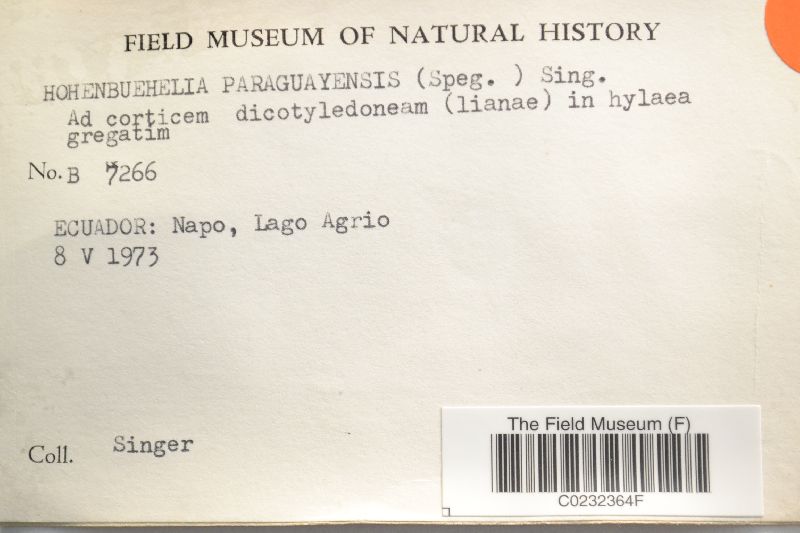 FIELD MUSEUM OF NATURAL HISTORY
HOHENBUEHELIA PARAGUAYENSIS (Speg. ) Sing.
Ad corticem dicotyledoneam (lianae) in hylaea
gregatim
No. B 7266
ECUADOR: Napo, Lago Agrio
8 V 1973
Coll. Singer
The Field Museum (F)
C0232364F